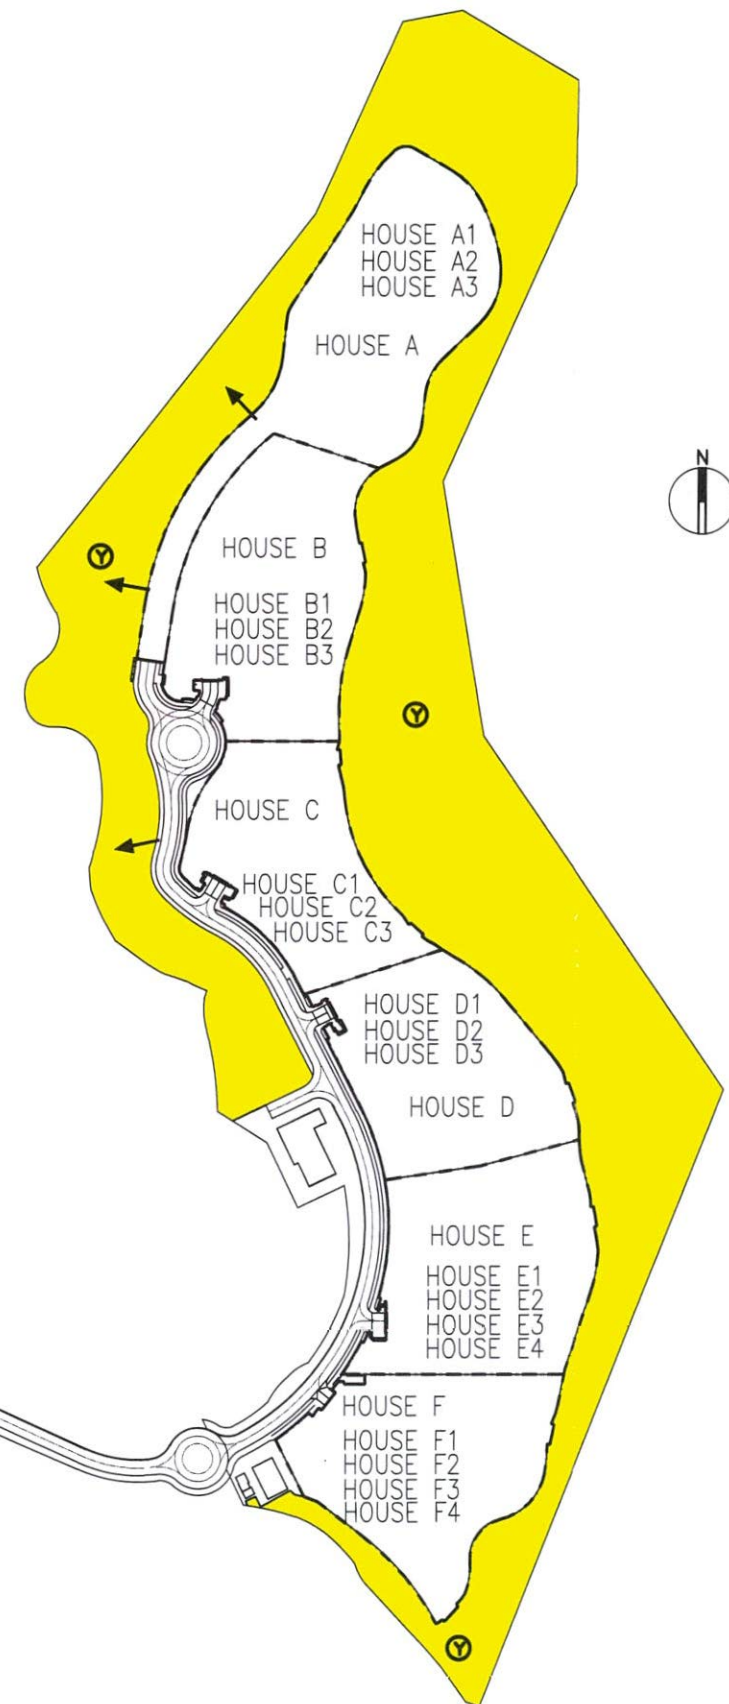 HOUSE A1
HOUSE A2
HOUSE A3
HOUSE A
N
HOUSE B
Y
HOUSE B1
HOUSE B2
HOUSE B3
Y
HOUSE C
HOUSE C1
HOUSE C2
HOUSE C3
HOUSE D1
HOUSE D2
HOUSE D3
HOUSE D
HOUSE E
HOUSE E1
HOUSE E2
HOUSE E3
HOUSE E4
HOUSE F
HOUSE F1
HOUSE F2
HOUSE F3
HOUSE F4
Y